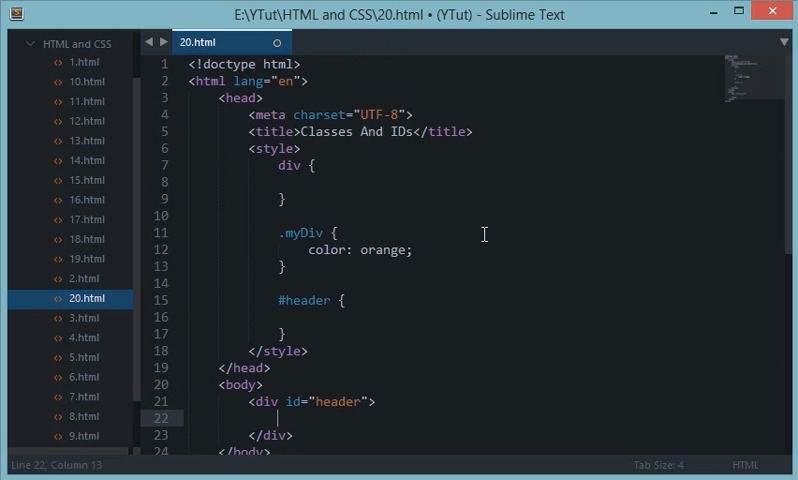 E:\YTut\HTML and CSS\20.html • (YTut) - Sublime Text
HTML and CSS
1.html
10.html
11.html
12.html
13.html
14.html
15.html
16.html
17.html
18.html
19.html
2.html
20.html
3.html
4.html
5.html
6.html
7.html
8.html
9.html
20.html
1 <!doctype html>
2 <html lang="en">
3 <head>
4 <meta charset="UTF-8">
5 <title>Classes And IDs</title>
6 <style>
7 div {
8
9 }
10
11 .myDiv {
12 color: orange;
13 }
14
15 #header {
16
17 }
18 </style>
19 </head>
20 <body>
21 <div id="header">
22
23 </div>
24 </body>
Line 22, Column 13
Tab Size: 4
HTML